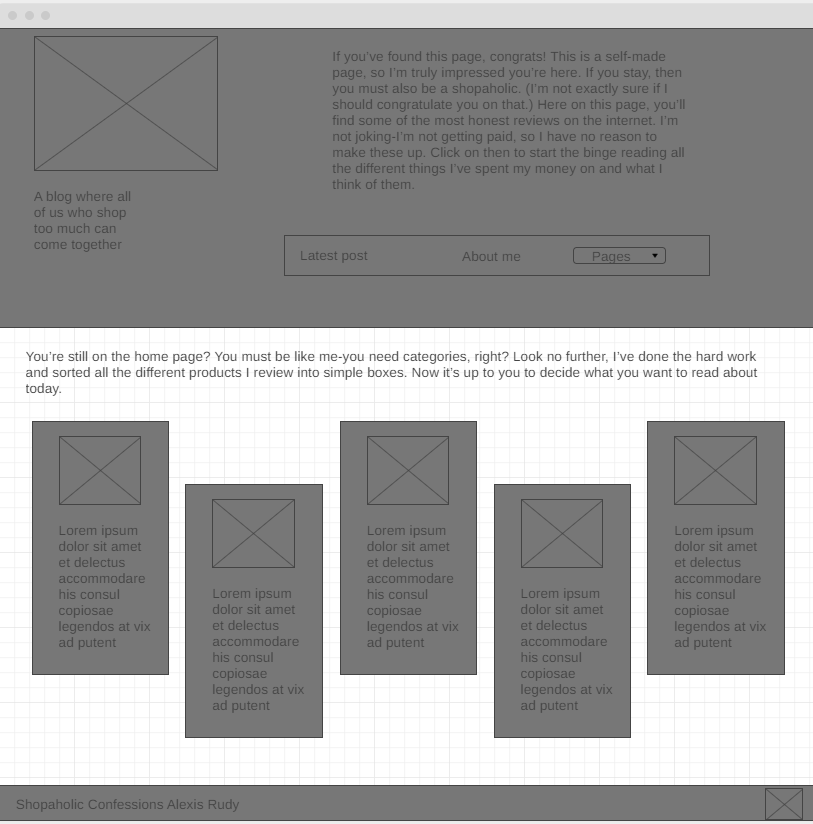 If you’ve found this page, congrats! This is a self-made
page, so I’m truly impressed you’re here. If you stay, then
you must also be a shopaholic. (I’m not exactly sure if I
should congratulate you on that.) Here on this page, you’ll
find some of the most honest reviews on the internet. I’m
not joking-I’m not getting paid, so I have no reason to
make these up. Click on then to start the binge reading all
the different things I’ve spent my money on and what I
think of them.
A blog where all
of us who shop
too much can
come together
Latest post
About me
Pages
You’re still on the home page? You must be like me-you need categories, right? Look no further, I’ve done the hard work
and sorted all the different products I review into simple boxes. Now it’s up to you to decide what you want to read about
today.
Lorem ipsum
dolor sit amet
et delectus
accommodare
his consul
copiosae
legendos at vix
ad putent
Lorem ipsum
dolor sit amet
et delectus
accommodare
his consul
copiosae
legendos at vix
ad putent
Lorem ipsum
dolor sit amet
et delectus
accommodare
his consul
copiosae
legendos at vix
ad putent
Lorem ipsum
dolor sit amet
et delectus
accommodare
his consul
copiosae
legendos at vix
ad putent
Lorem ipsum
dolor sit amet
et delectus
accommodare
his consul
copiosae
legendos at vix
ad putent
Shopaholic Confessions Alexis Rudy